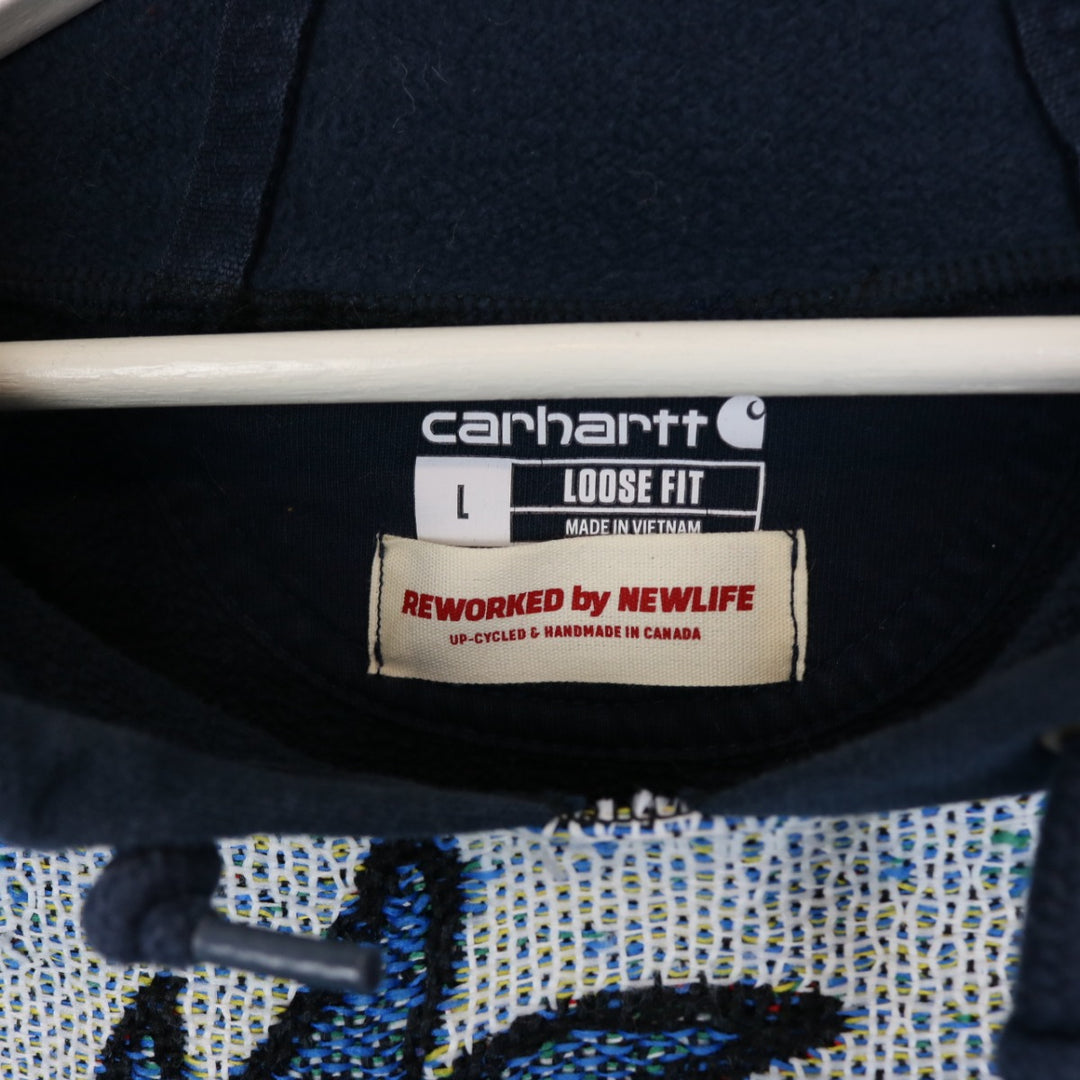 carhartt
L
LOOSE FIT
MADE IN VIETNAM
REWORKED by NEWLIFE
UP-CYCLED & HANDMADE IN CANADA